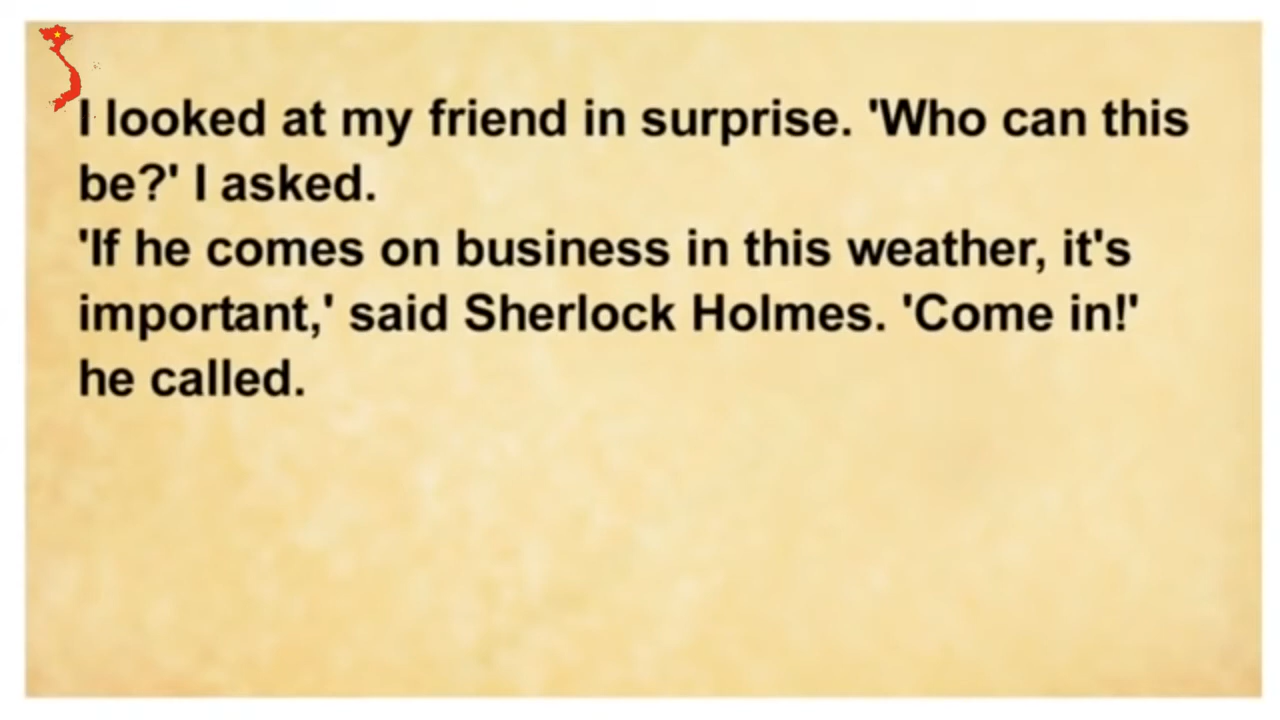 I looked at my friend in surprise. 'Who can this
be?' I asked.
'If he comes on business in this weather, it's
important,' said Sherlock Holmes. 'Come in!'
he called.